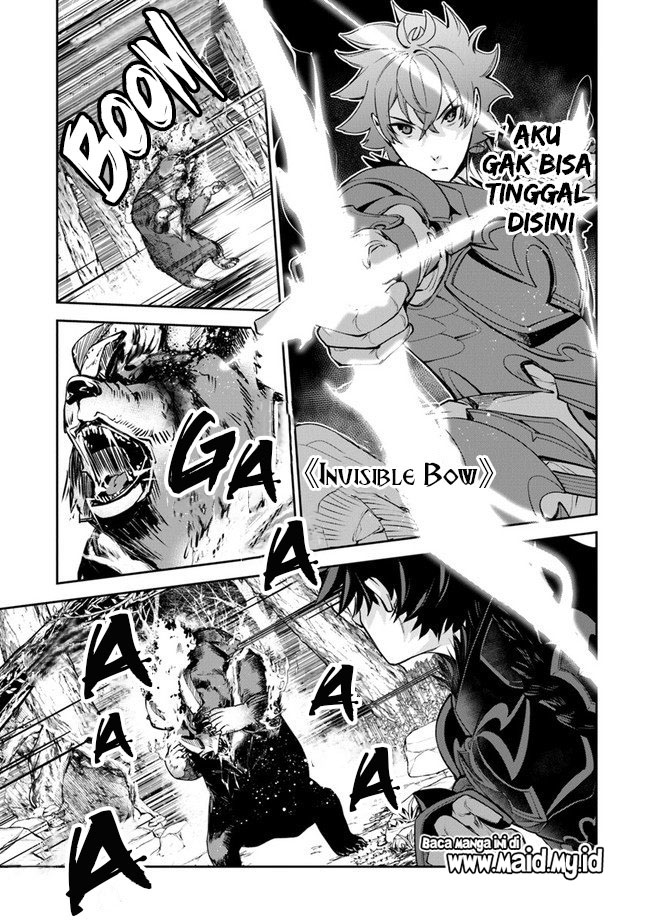 AKU
GAK BISA
TINGGAL
DISINI
BOOM
《INVISIBLE BOW》
GA
A
A
A
A
A
A
A
A
A
Baca Manga ini di
www.Maid.My.id